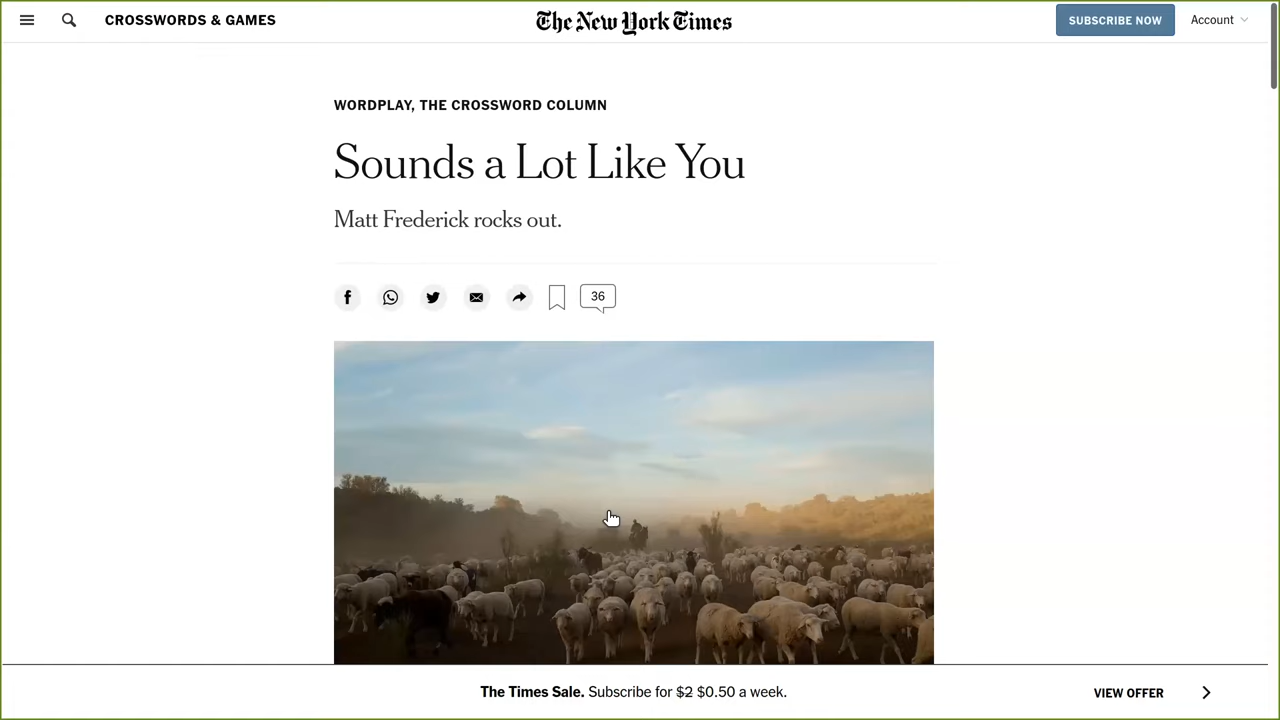 CROSSWORDS & GAMES
The New York Times
SUBSCRIBE NOW
Account
WORDPLAY, THE CROSSWORD COLUMN
Sounds a Lot Like You
Matt Frederick rocks out.
36
The Times Sale. Subscribe for $2 $0.50 a week.
VIEW OFFER